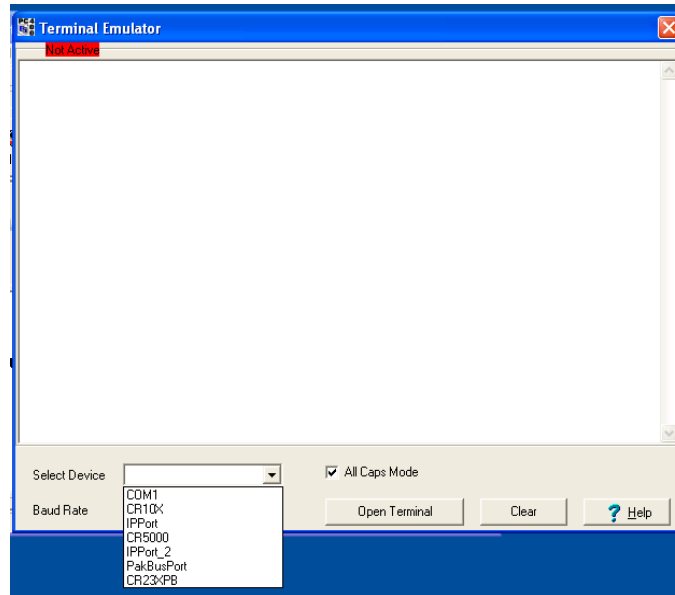 Terminal Emulator
Not Active
Select Device
All Caps Mode
COM1
CR10X
IPPort
CR5000
IPPort_2
PakBusPort
CR23XPB
Baud Rate
Open Terminal
Clear
? Help